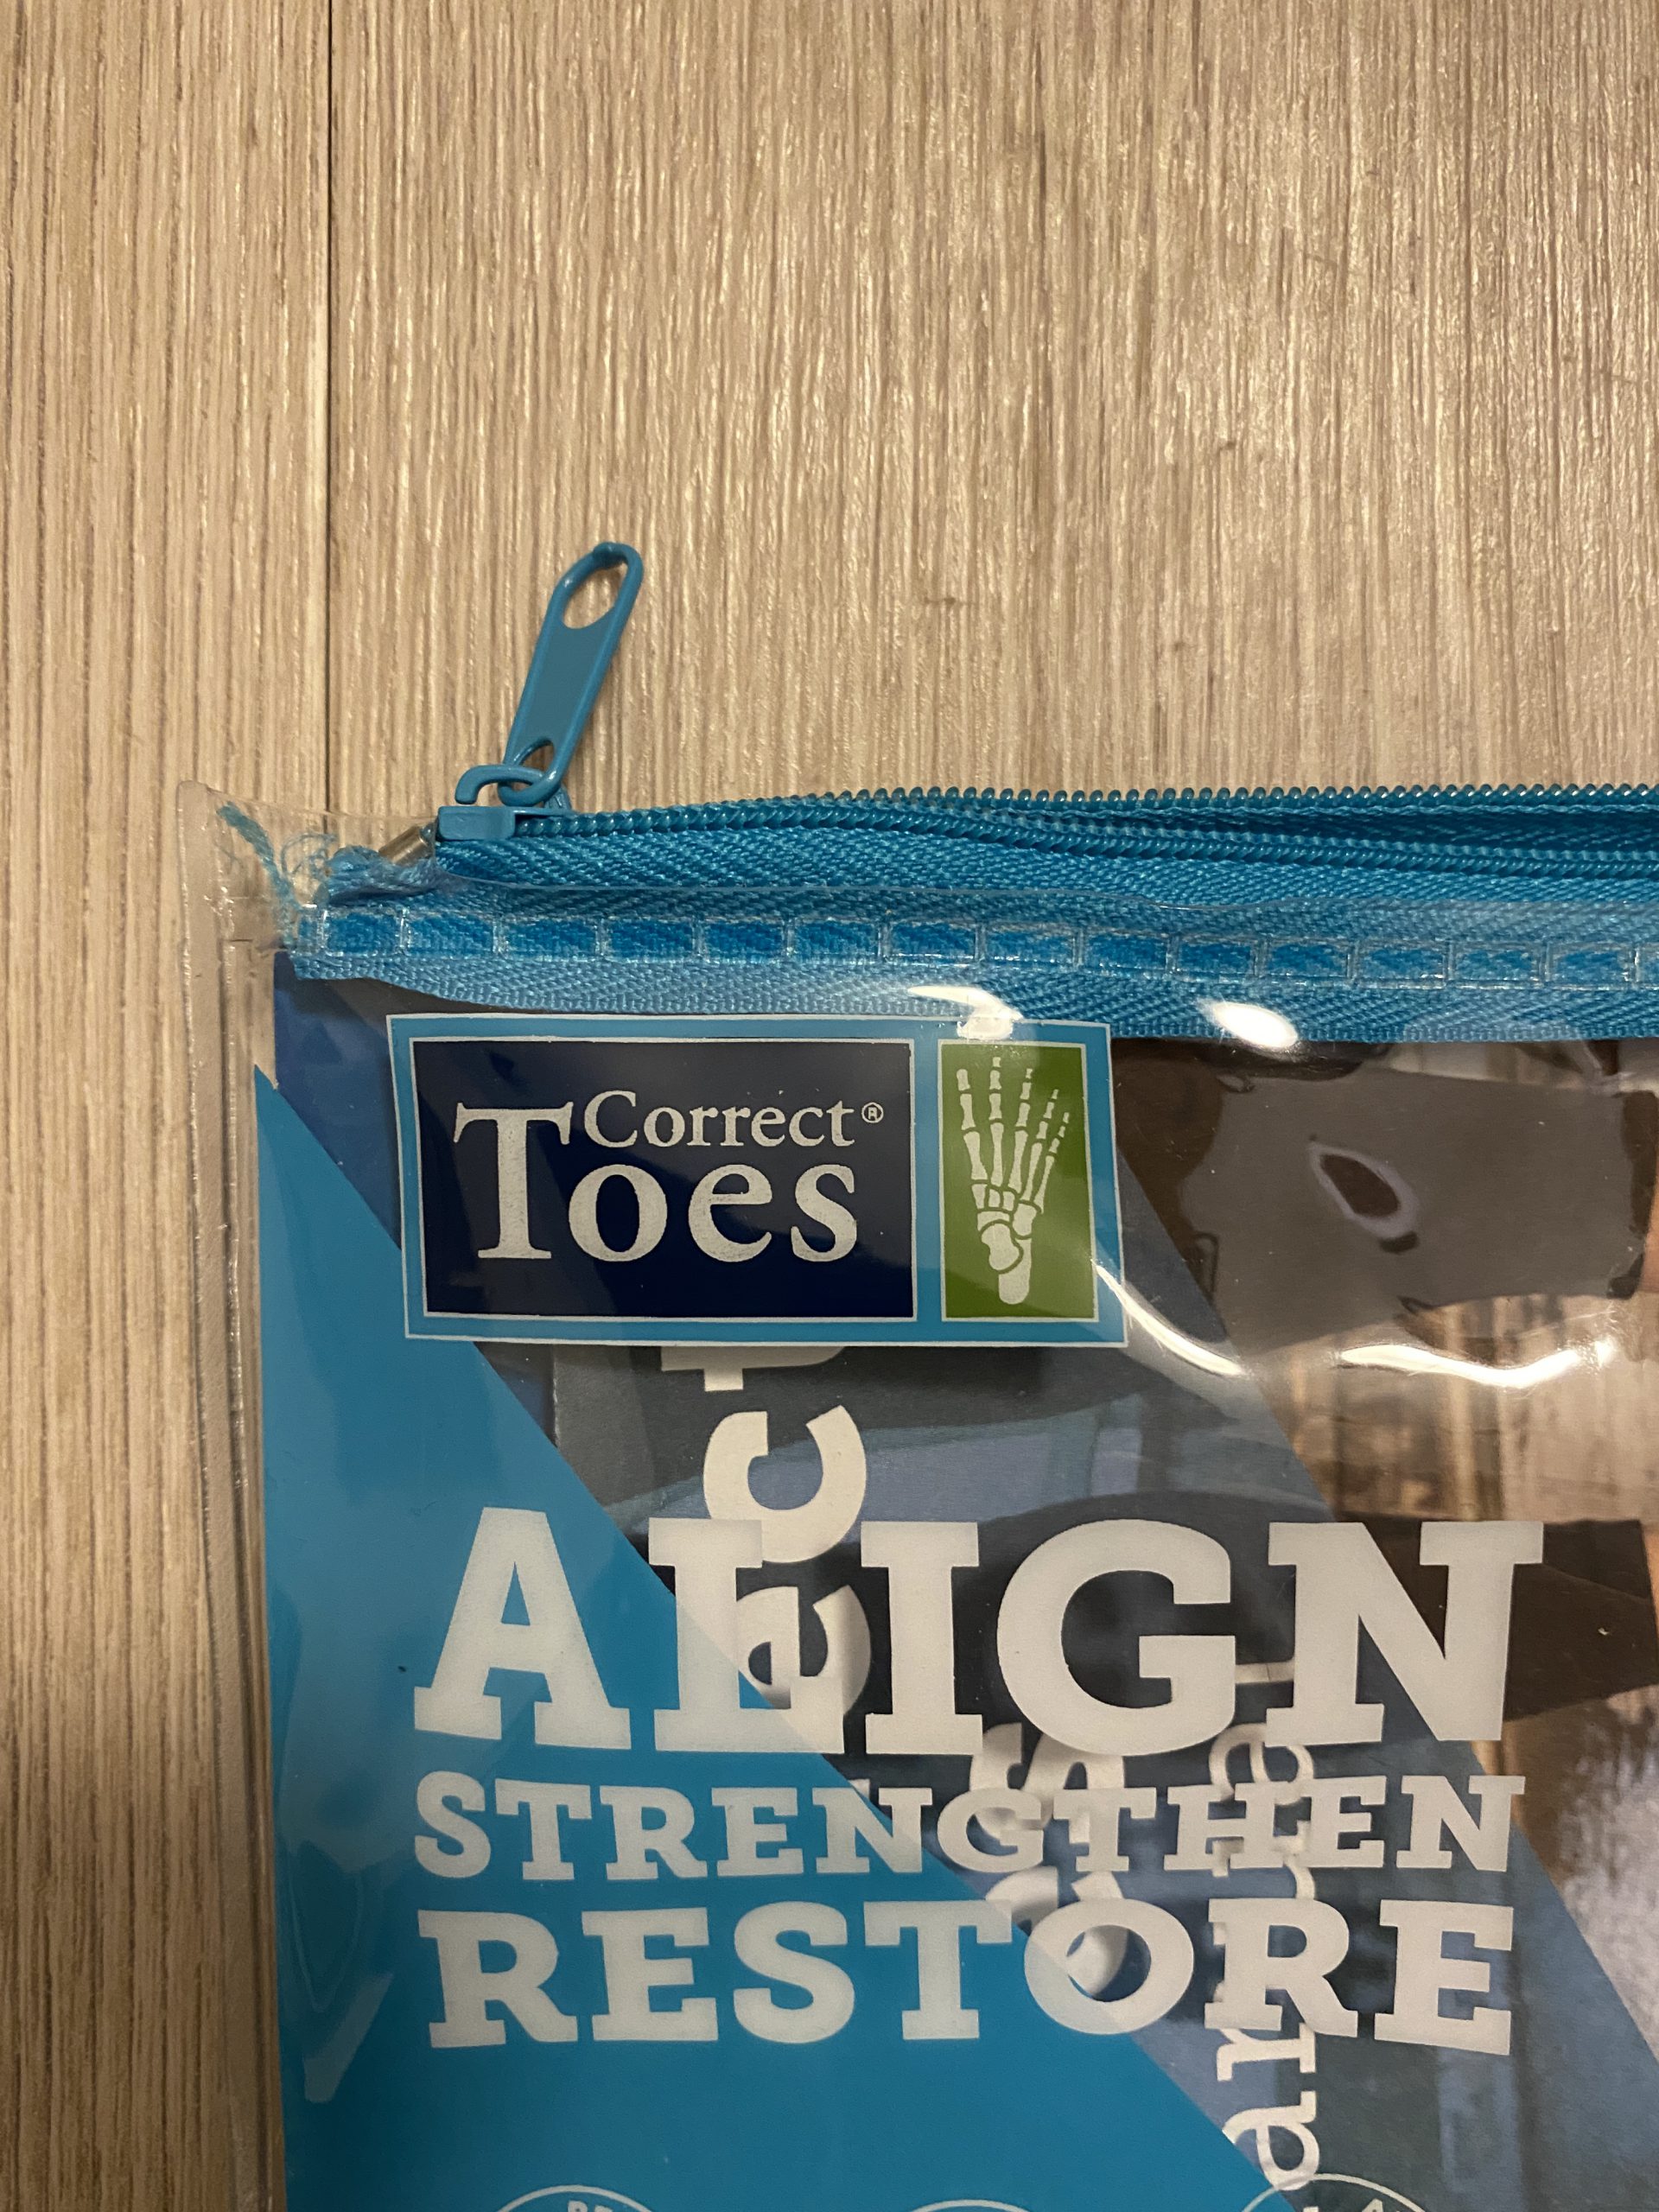 Correct®
Toes
ALIGN
STRENGTHEN
RESTORE